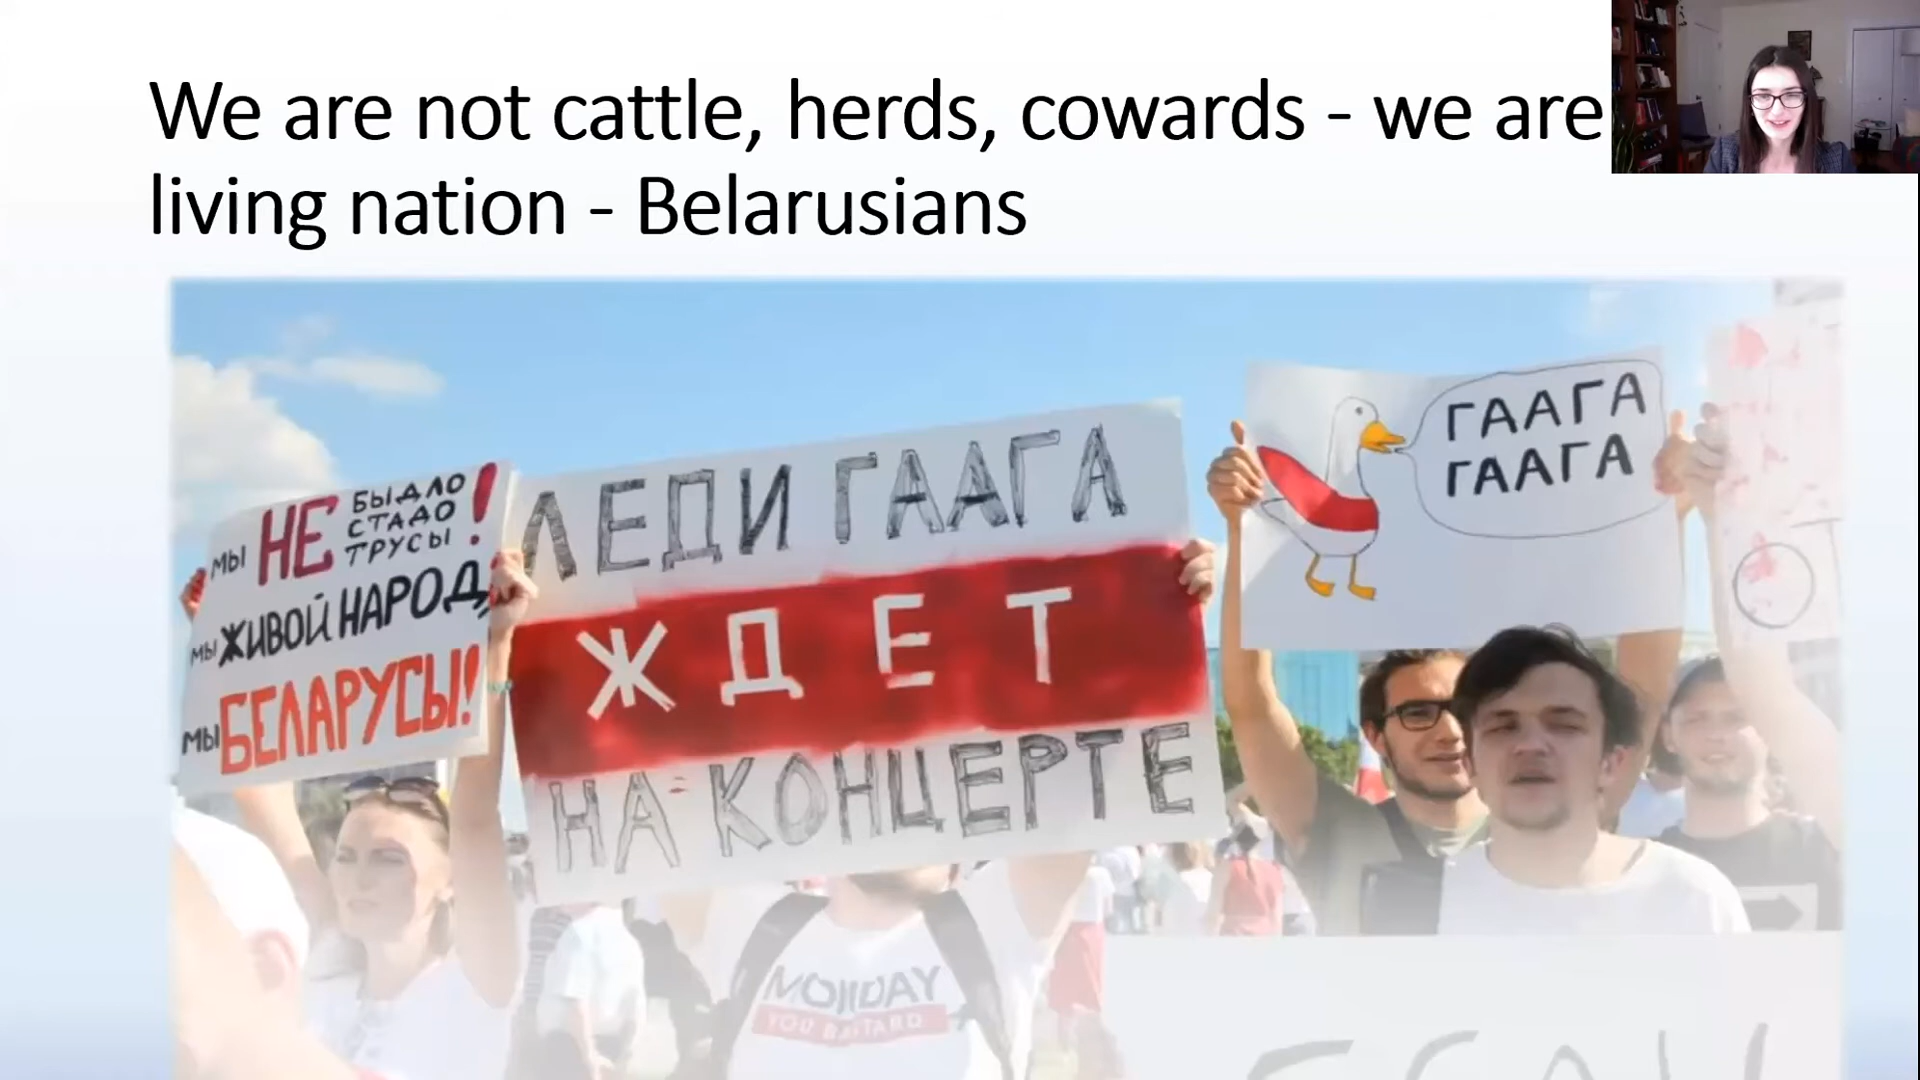 We are not cattle, herds, cowards - we are
living nation - Belarusians
МЫ НЕ БЫДЛО СТАДО ТРУСЫ!
МЫ ЖИВОЙ НАРОД,
МЫ БЕЛАРУСЫ!
ЛЕДИ ГААГА
ЖДЕТ
НА КОНЦЕРТЕ
ГААГА
ГААГА
MONDAY
YOU BASTARD